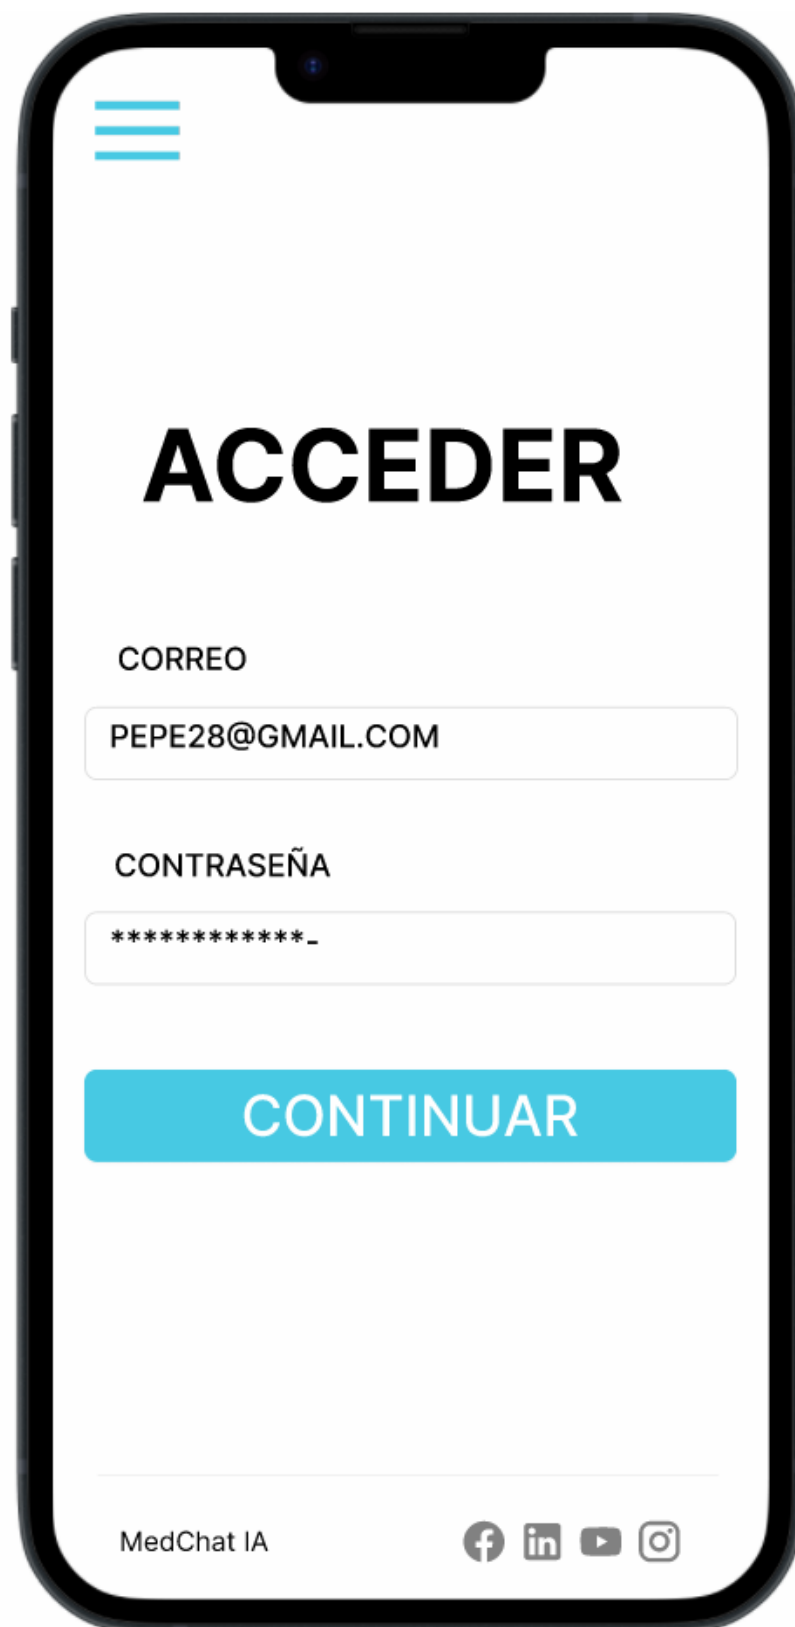 ACCEDER
CORREO
PEPE28@GMAIL.COM
CONTRASEÑA
************-
CONTINUAR
MedChat IA